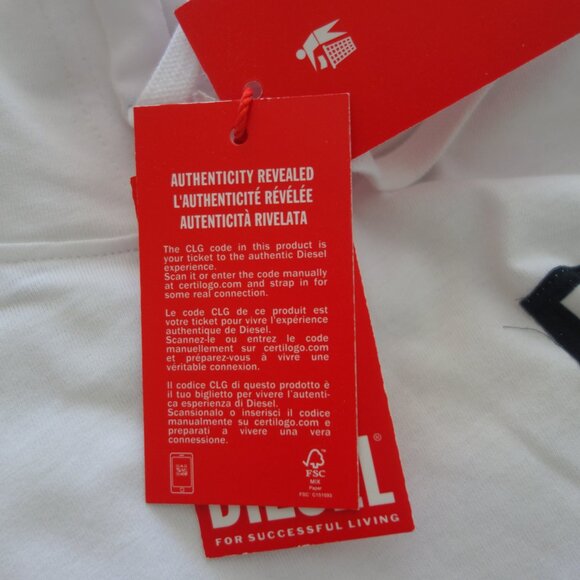 AUTHENTICITY REVEALED
L'AUTHENTICITÉ RÉVÉLÉE
AUTENTICITÀ RIVELATA
The CLG code in this product is
your ticket to the authentic Diesel
experience.
Scan it or enter the code manually
at certilogo.com and strap in for
some real connection.
Le code CLG de ce produit est
votre ticket pour vivre l'expérience
authentique de Diesel.
Scannez-le ou entrez le code
manuellement sur certilogo.com
et préparez-vous à vivre une
véritable connexion.
Il codice CLG di questo prodotto è
il tuo biglietto per vivere l'autenti-
ca esperienza di Diesel.
Scansionalo o inserisci il codice
manualmente su certilogo.com e
preparati a vivere una vera
connessione.
FSC
MIX
Paper
FSC C151693
DIESEL®
FOR SUCCESSFUL LIVING